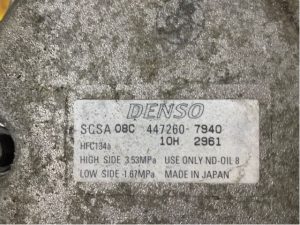 DENSO
SCSA 08C 447260-7940
HFC134a 10H 2961
HIGH SIDE 3.53MPa USE ONLY ND-OIL 8
LOW SIDE 1.67MPa MADE IN JAPAN